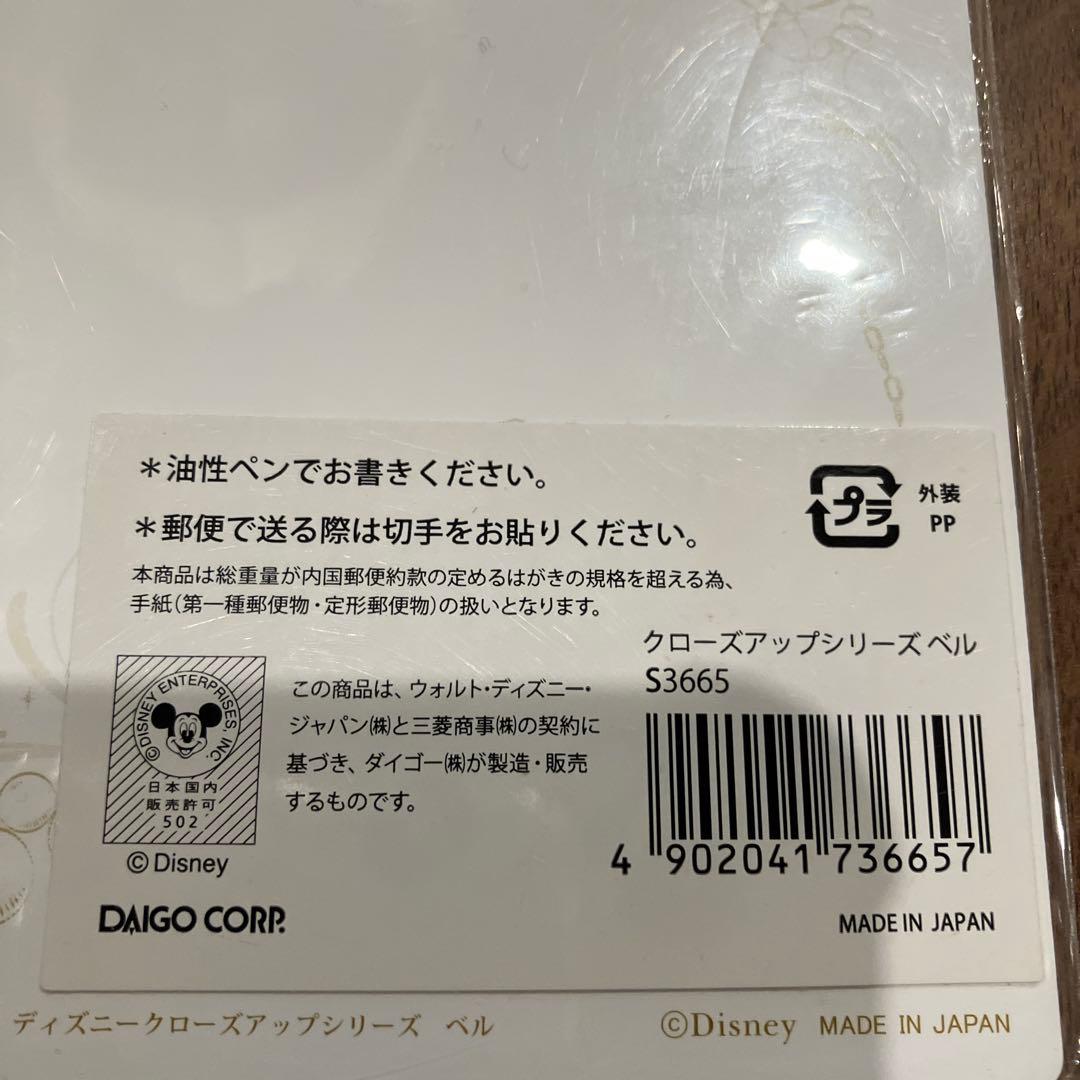 ＊油性ペンでお書きください。
＊郵便で送る際は切手をお貼りください。
本商品は総重量が内国郵便約款の定めるはがきの規格を超える為、
手紙(第一種郵便物・定形郵便物)の扱いとなります。
プラ
外装
PP
クローズアップシリーズ ベル
S3665
©DISNEY ENTERPRISES, INC.
日本国内
販売許可
502
© Disney
この商品は、ウォルト・ディズニー・
ジャパン㈱と三菱商事㈱の契約に
基づき、ダイゴー㈱が製造・販売
するものです。
4 902041 736657
DAIGO CORP.
MADE IN JAPAN
ディズニークローズアップシリーズ ベル
©Disney MADE IN JAPAN